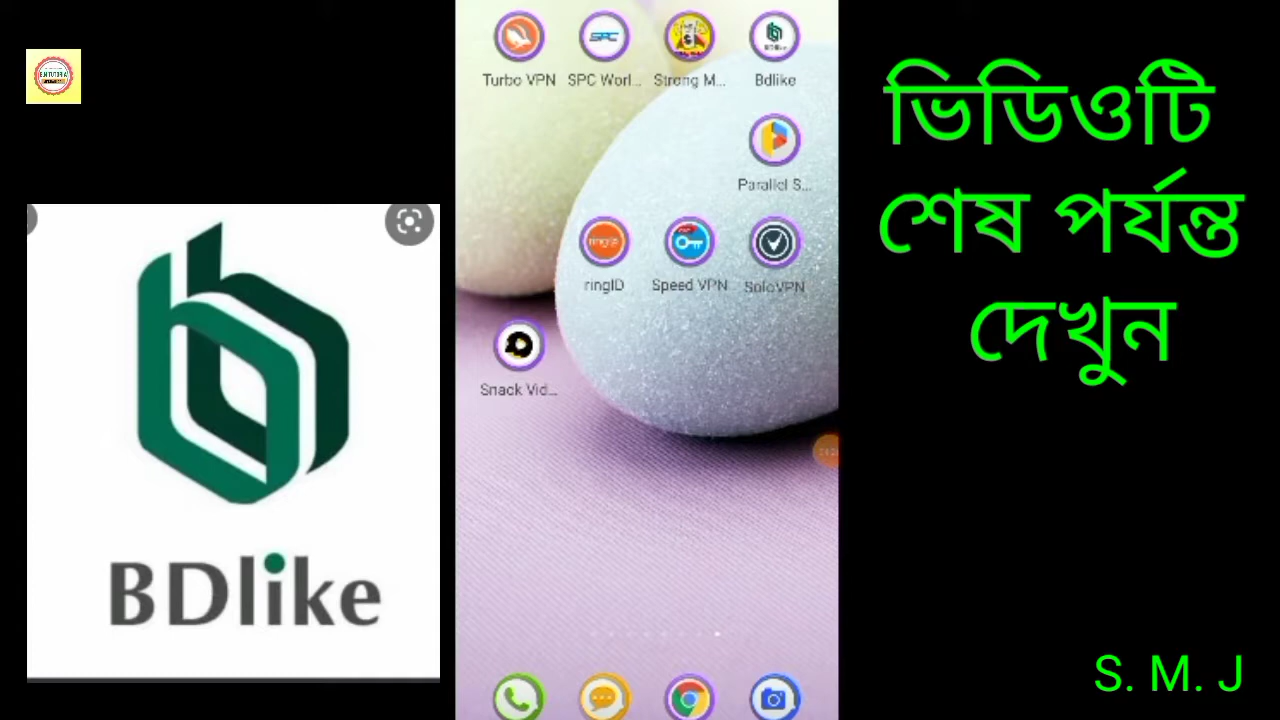 Turbo VPN
SPC Worl...
Strong M...
Bdlike
Parallel S...
ringID
Speed VPN
SoloVPN
Snack Vid...
BDlike
ভিডিওটি
শেষ পর্যন্ত
দেখুন
S. M. J